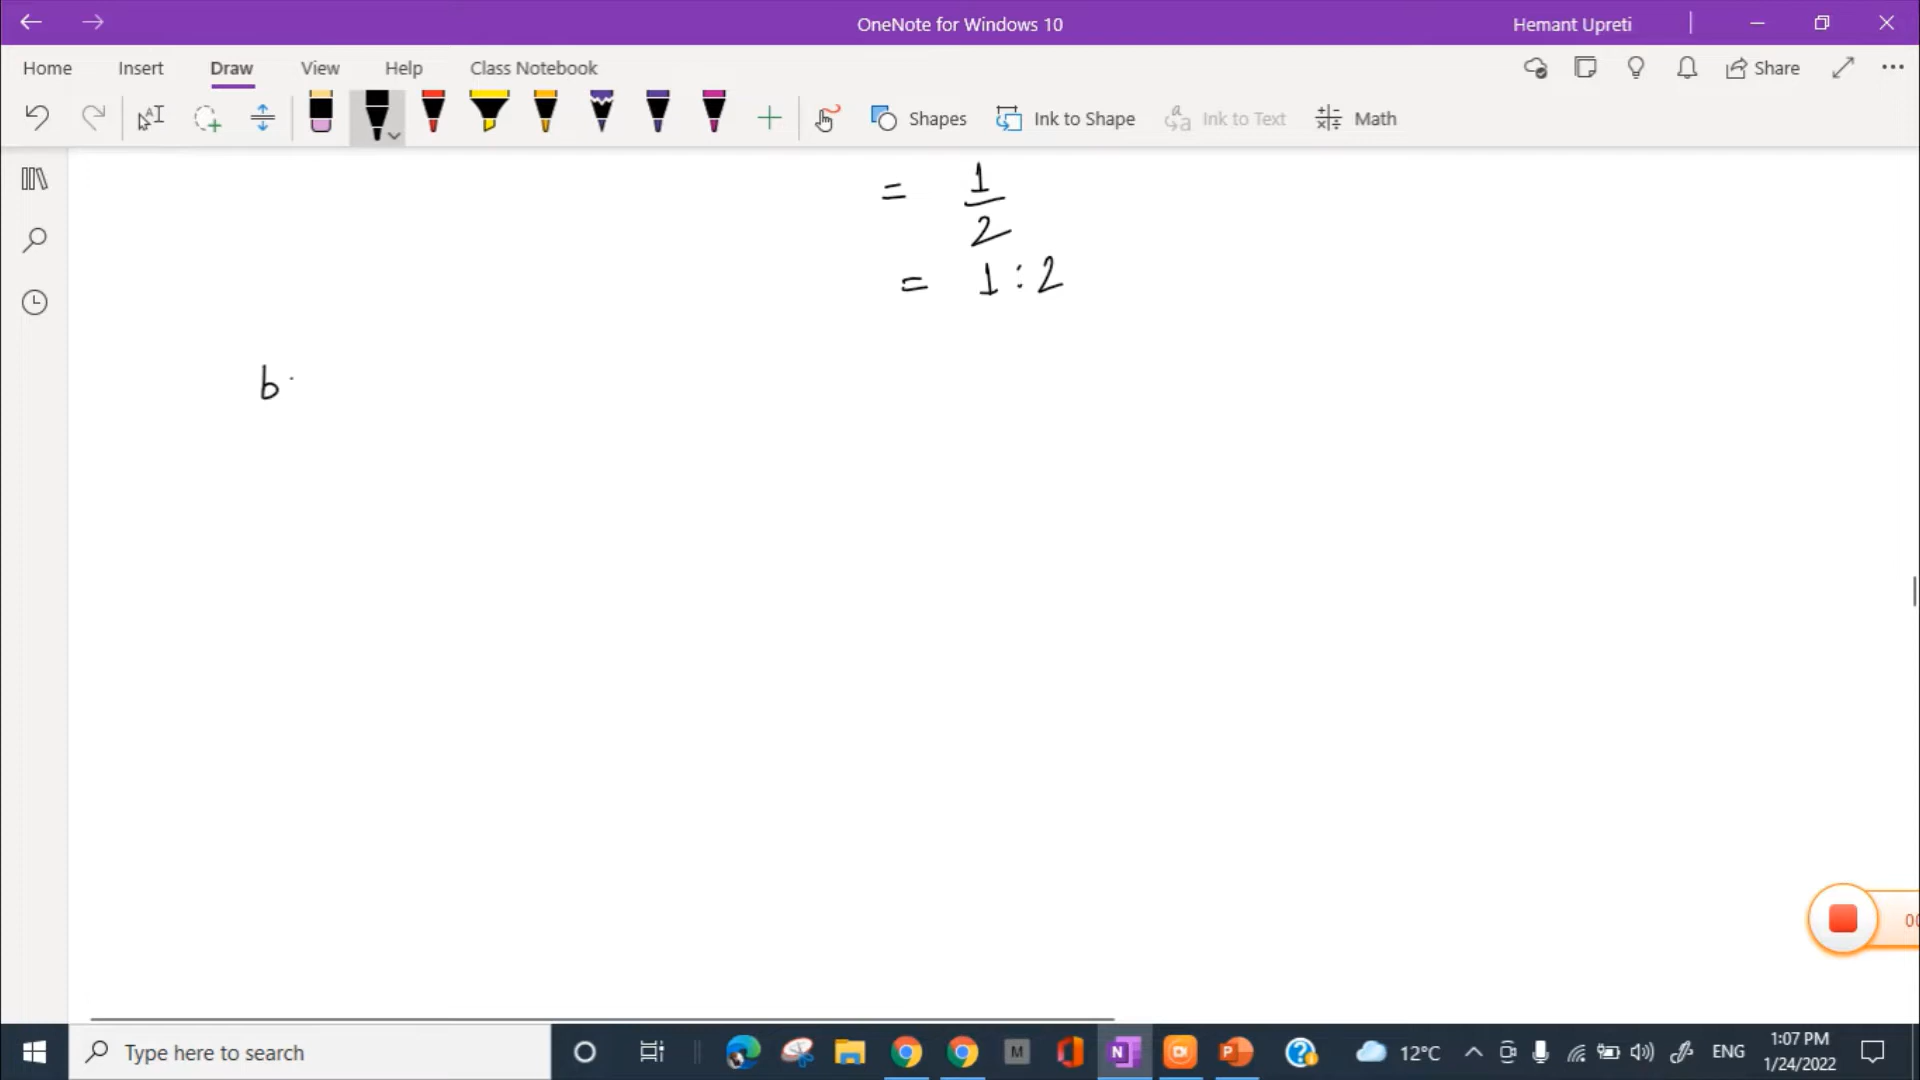 OneNote for Windows 10
Hemant Upreti
Home Insert Draw View Help Class Notebook
Share
Shapes Ink to Shape Ink to Text Math
= 1/2
= 1:2
b.
00
Type here to search
12°C ENG
1:07 PM
1/24/2022